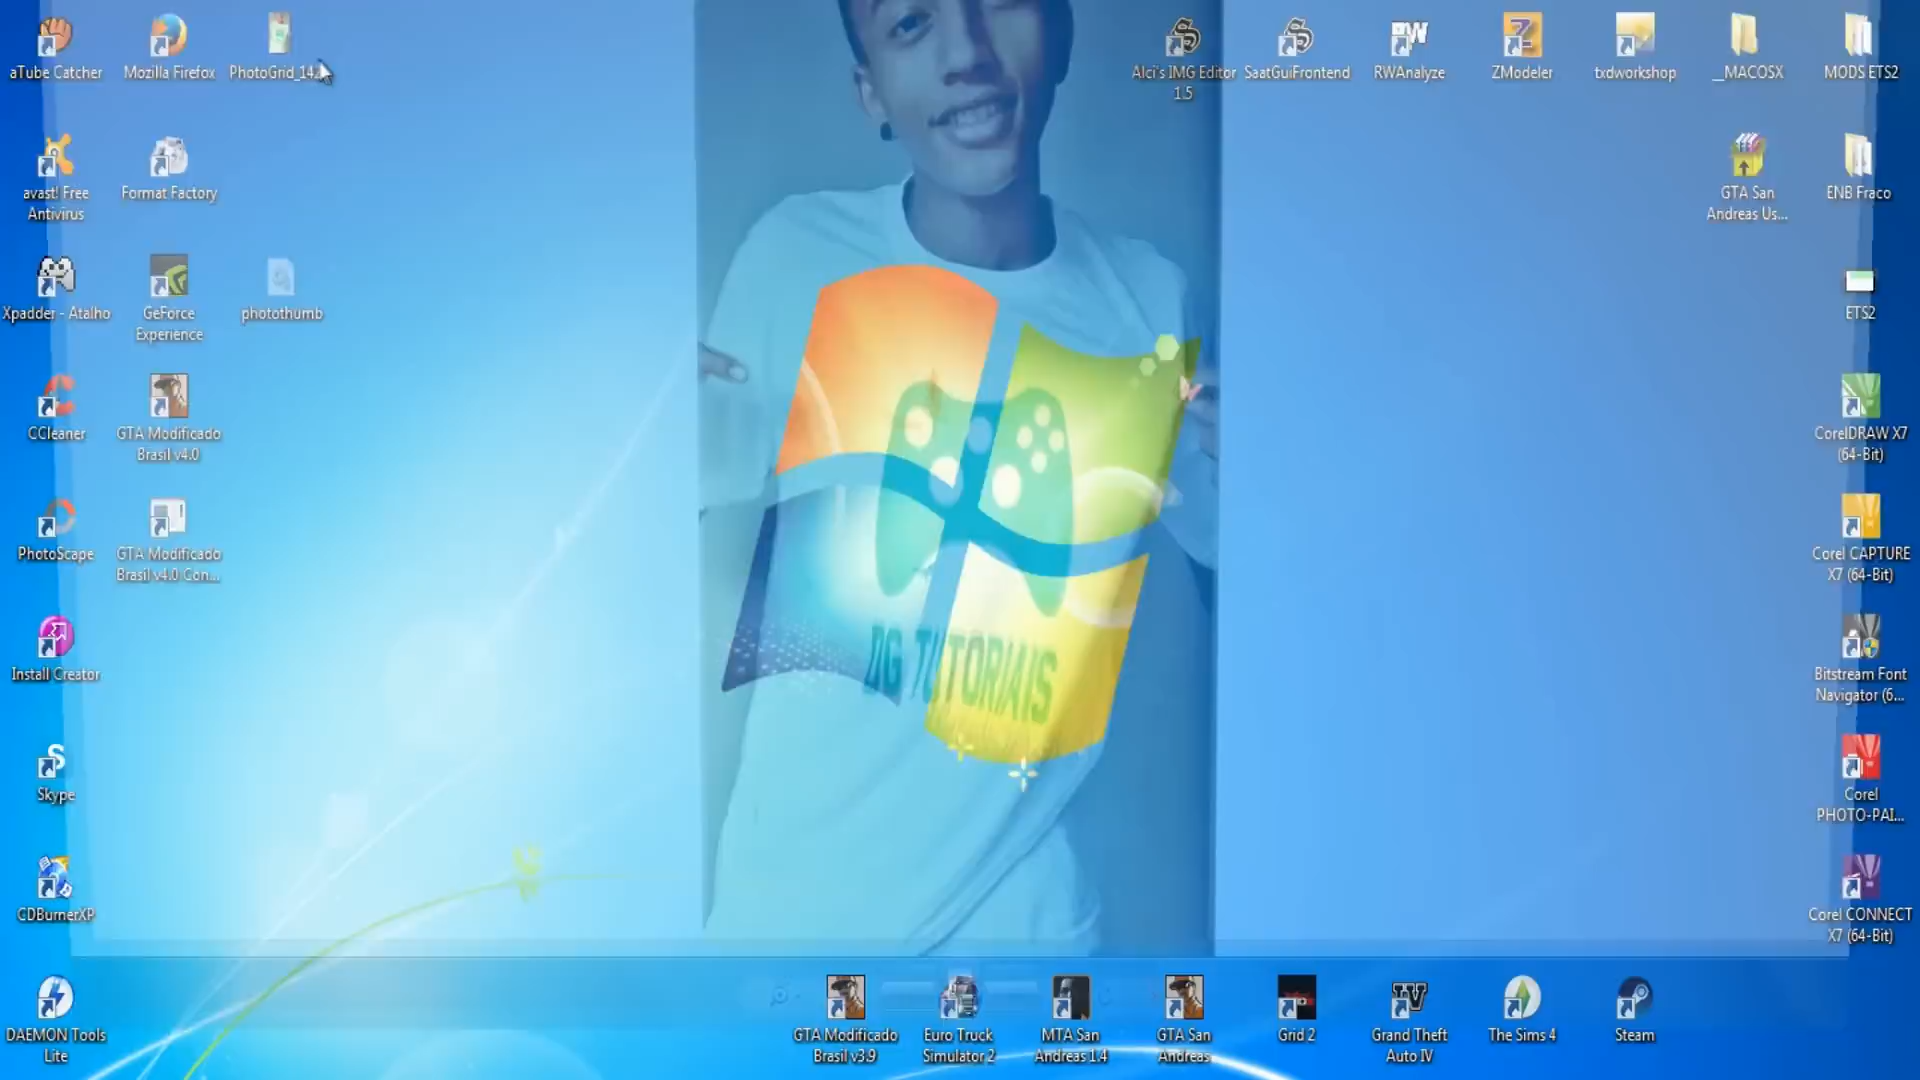 aTube Catcher
Mozilla Firefox
PhotoGrid_142
Alci's IMG Editor
1.5
SaatGuiFrontend
RWAnalyze
ZModeler
txdworkshop
__MACOSX
MODS ETS2
avast! Free
Antivirus
Format Factory
GTA San
Andreas Us...
ENB Fraco
Xpadder - Atalho
GeForce
Experience
photothumb
ETS2
CCleaner
GTA Modificado
Brasil v4.0
CorelDRAW X7
(64-Bit)
PhotoScape
GTA Modificado
Brasil v4.0 Con...
Corel CAPTURE
X7 (64-Bit)
Install Creator
TUTORIAIS
Bitstream Font
Navigator (6...
Skype
Corel
PHOTO-PAI...
CDBurnerXP
Corel CONNECT
X7 (64-Bit)
DAEMON Tools
Lite
GTA Modificado
Brasil v3.9
Euro Truck
Simulator 2
MTA San
Andreas 1.4
GTA San
Andreas
Grid 2
Grand Theft
Auto IV
The Sims 4
Steam